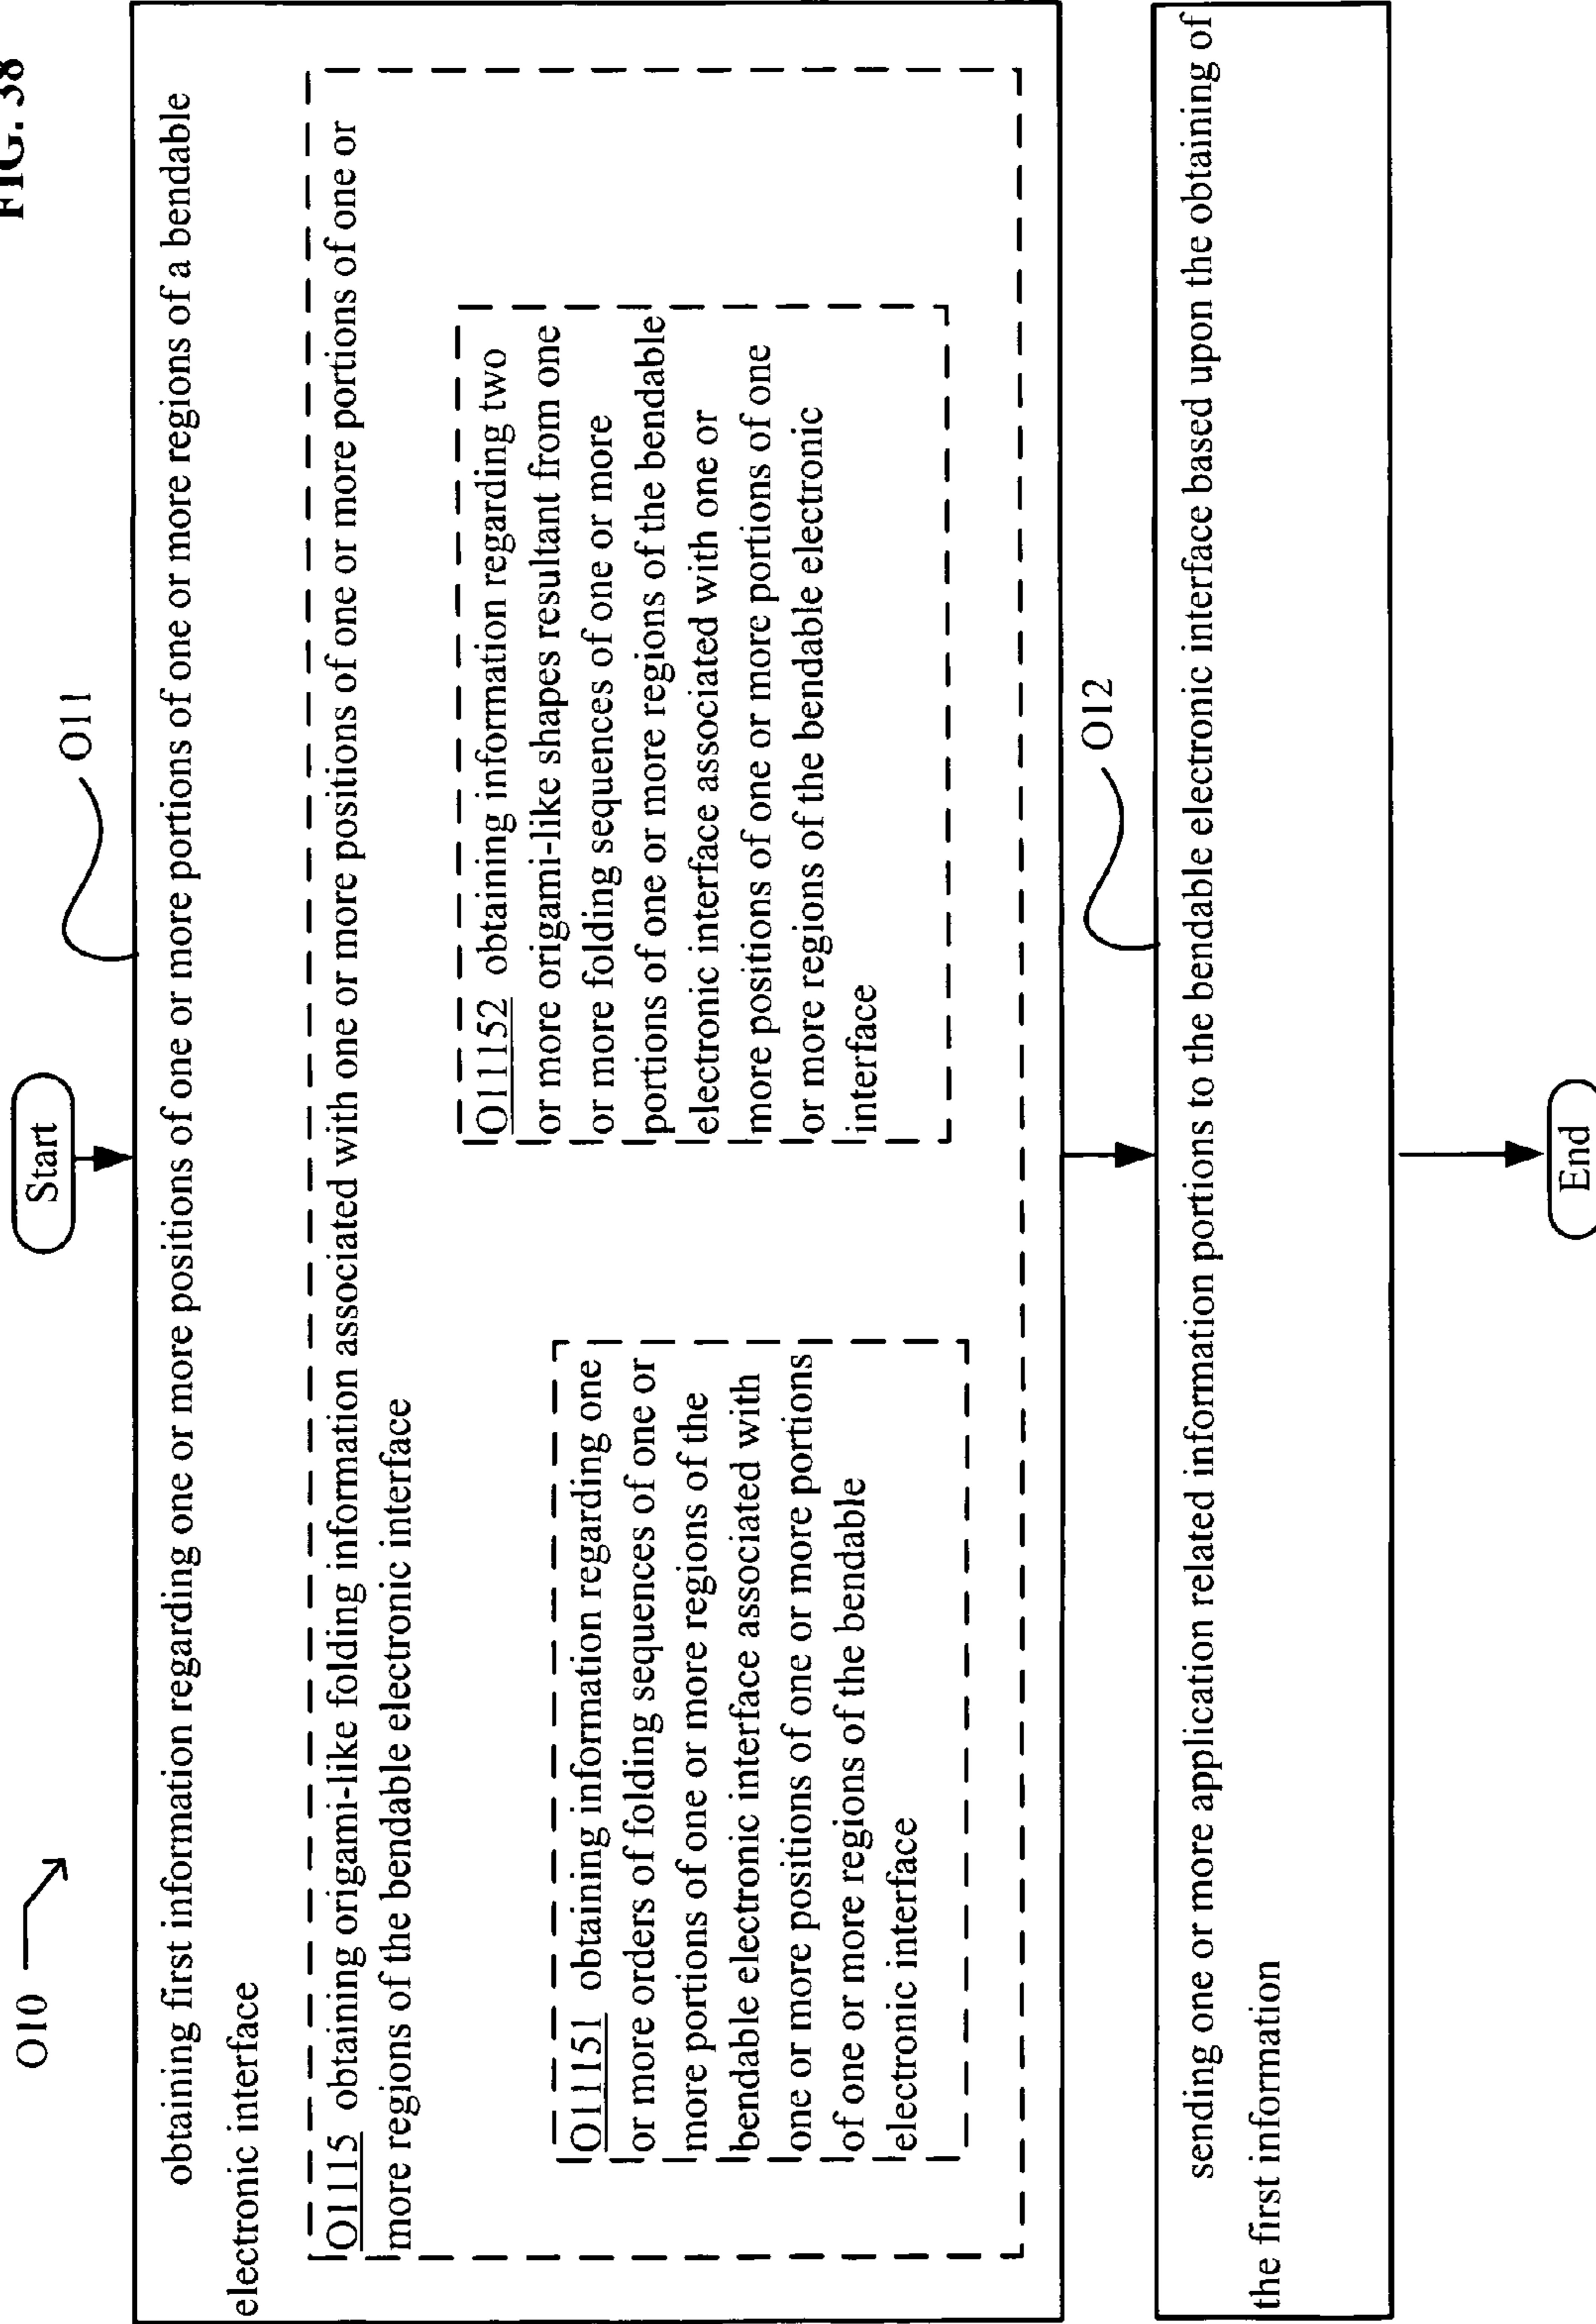 FIG. 38
O10
Start
O11
obtaining first information regarding one or more positions of one or more portions of one or more regions of a bendable
electronic interface
O1115 obtaining origami-like folding information associated with one or more positions of one or more portions of one or
more regions of the bendable electronic interface
O11151 obtaining information regarding one
or more orders of folding sequences of one or
more portions of one or more regions of the
bendable electronic interface associated with
one or more positions of one or more portions
of one or more regions of the bendable
electronic interface
O11152 obtaining information regarding two
or more origami-like shapes resultant from one
or more folding sequences of one or more
portions of one or more regions of the bendable
electronic interface associated with one or
more positions of one or more portions of one
or more regions of the bendable electronic
interface
O12
sending one or more application related information portions to the bendable electronic interface based upon the obtaining of
the first information
End